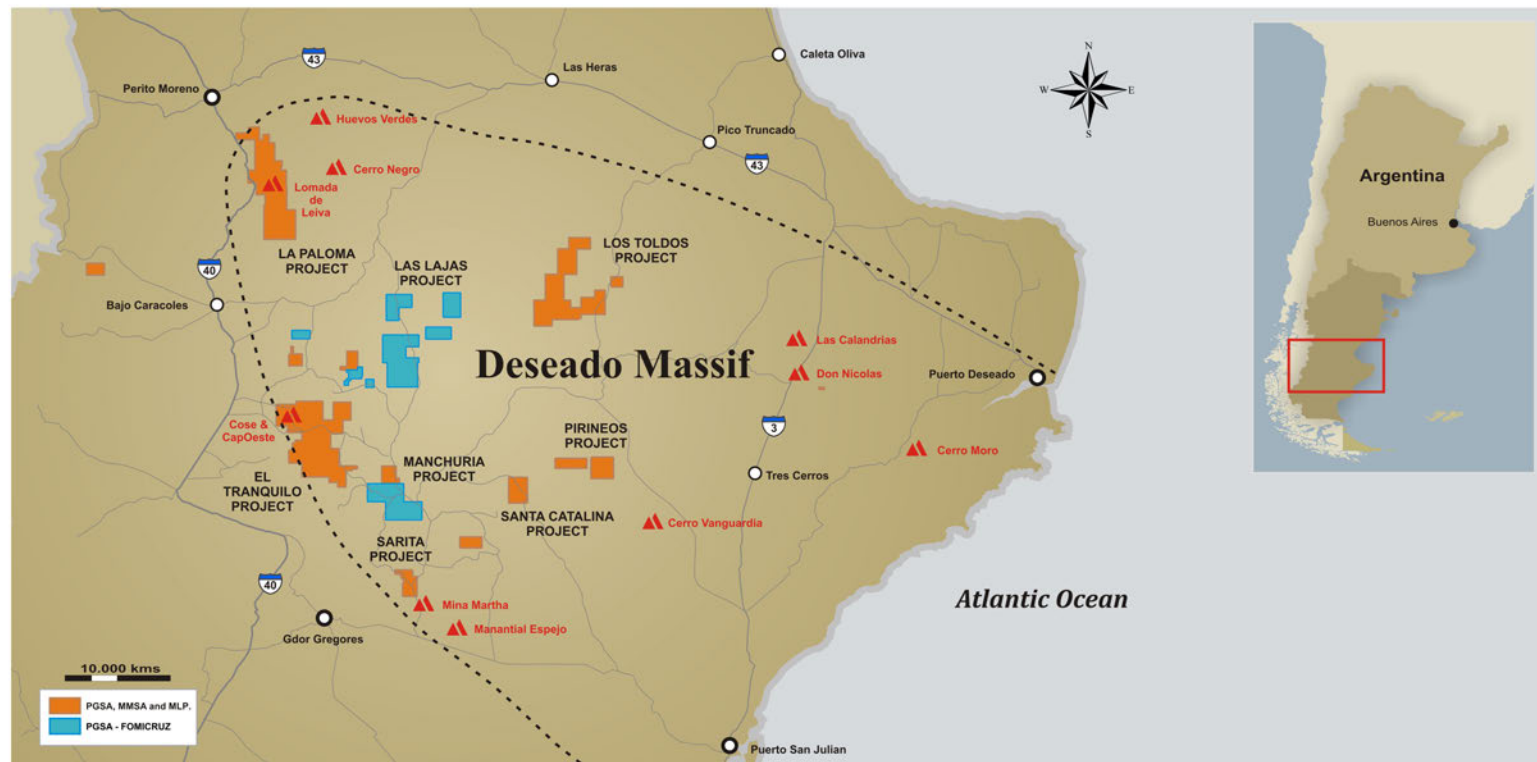 43
Caleta Oliva
Las Heras
Perito Moreno
N
W
E
S
Huevos Verdes
Pico Truncado
43
Cerro Negro
Lomada
de
Leiva
LA PALOMA
PROJECT
LOS TOLDOS
PROJECT
LAS LAJAS
PROJECT
40
Bajo Caracoles
Las Calandrias
Deseado Massif
Don Nicolas
Puerto Deseado
Cose &
CapOeste
3
PIRINEOS
PROJECT
Cerro Moro
MANCHURIA
PROJECT
EL
TRANQUILO
PROJECT
Tres Cerros
SANTA CATALINA
PROJECT
Cerro Vanguardia
SARITA
PROJECT
40
Mina Martha
Atlantic Ocean
Manantial Espejo
Gdor Gregores
10.000 kms
PGSA, MMSA and MLP.
PGSA - FOMICRUZ
Puerto San Julian
Argentina
Buenos Aires